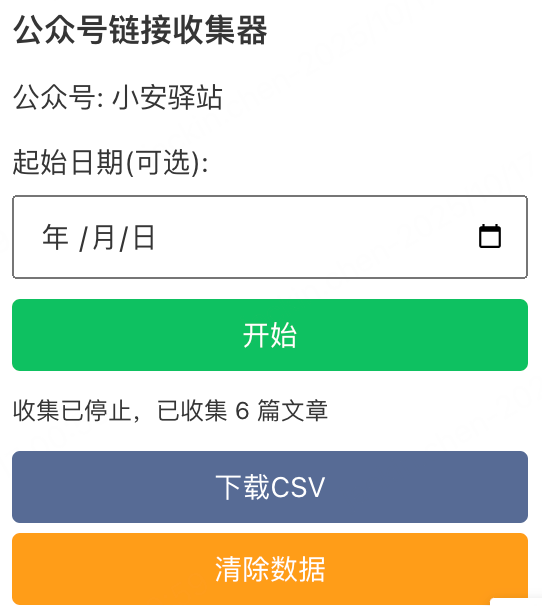 公众号链接收集器
公众号: 小安驿站
起始日期(可选):
年 /月/日
开始
收集已停止，已收集 6 篇文章
下载CSV
清除数据